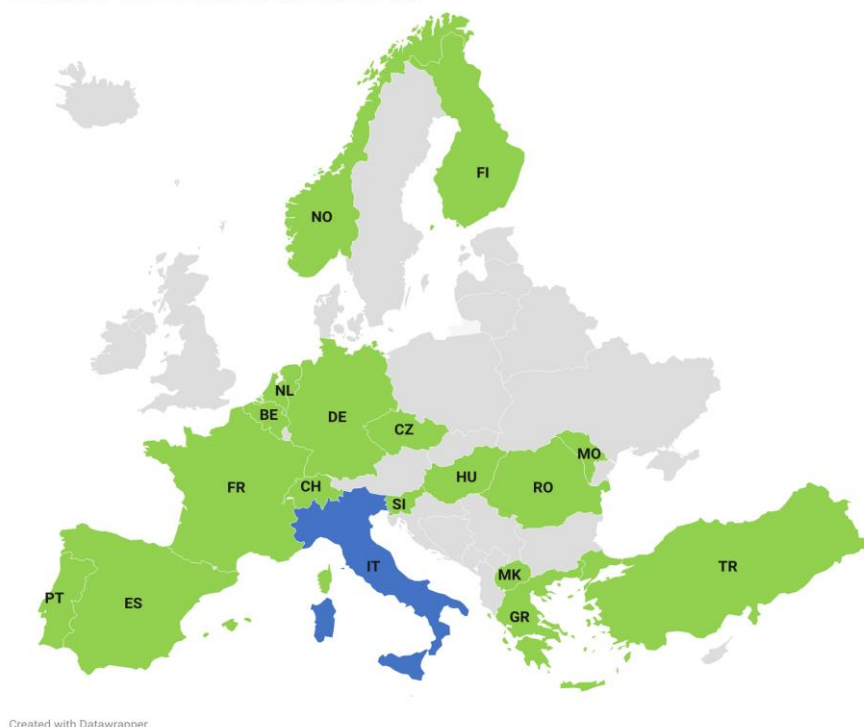 FI
NO
NL
BE
DE
CZ
MO
HU
CH
FR
RO
SI
IT
MK
TR
PT
ES
GR
Created with Datawrapper